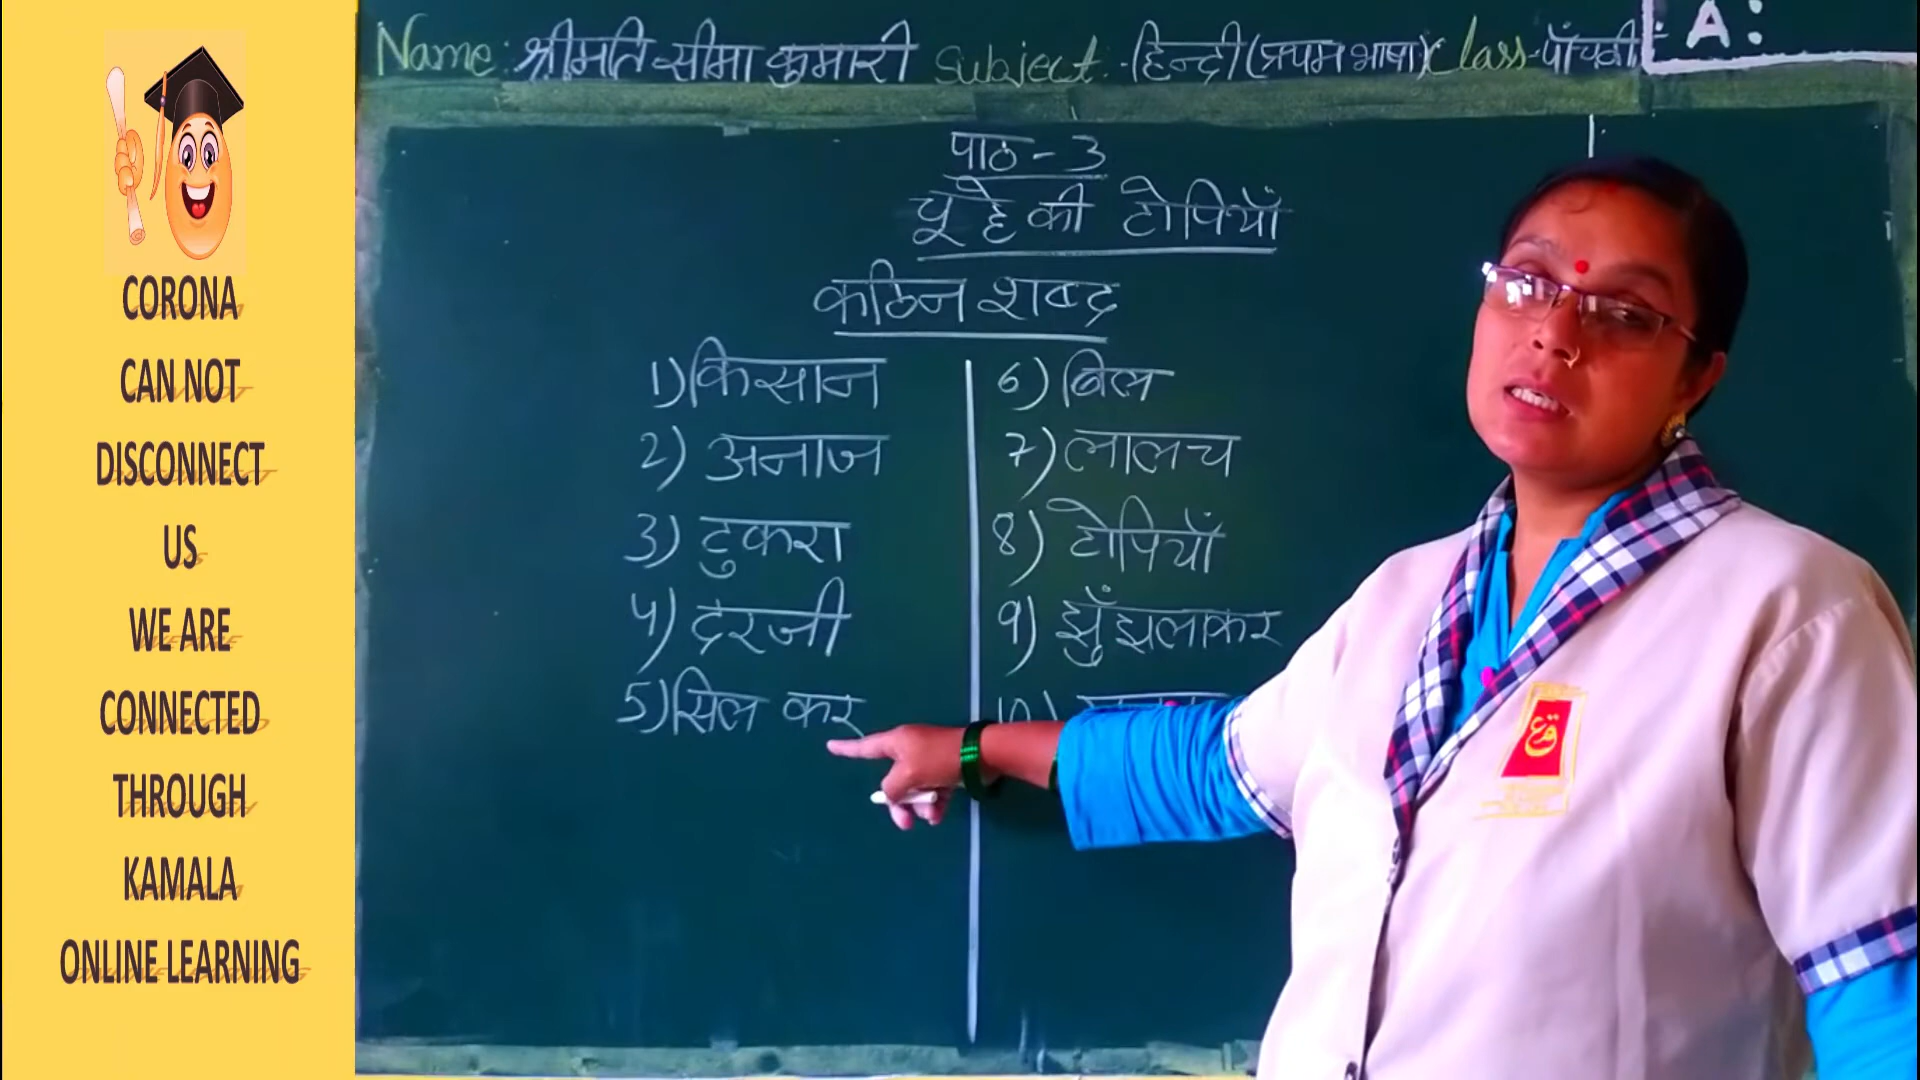 CORONA
CAN NOT
DISCONNECT
US
WE ARE
CONNECTED
THROUGH
KAMALA
ONLINE LEARNING
Name: श्रीमति सीमा कुमारी Subject:-हिन्दी(प्रथम भाषा) Class-पाँचवी
A:
पाठ-3
चूहे की टोपियाँ
कठिन शब्द
1) किसान
2) अनाज
3) टुकरा
4) दरजी
5) सिल कर
6) बिल
7) लालच
8) टोपियाँ
9) झुँझलाकर
10)